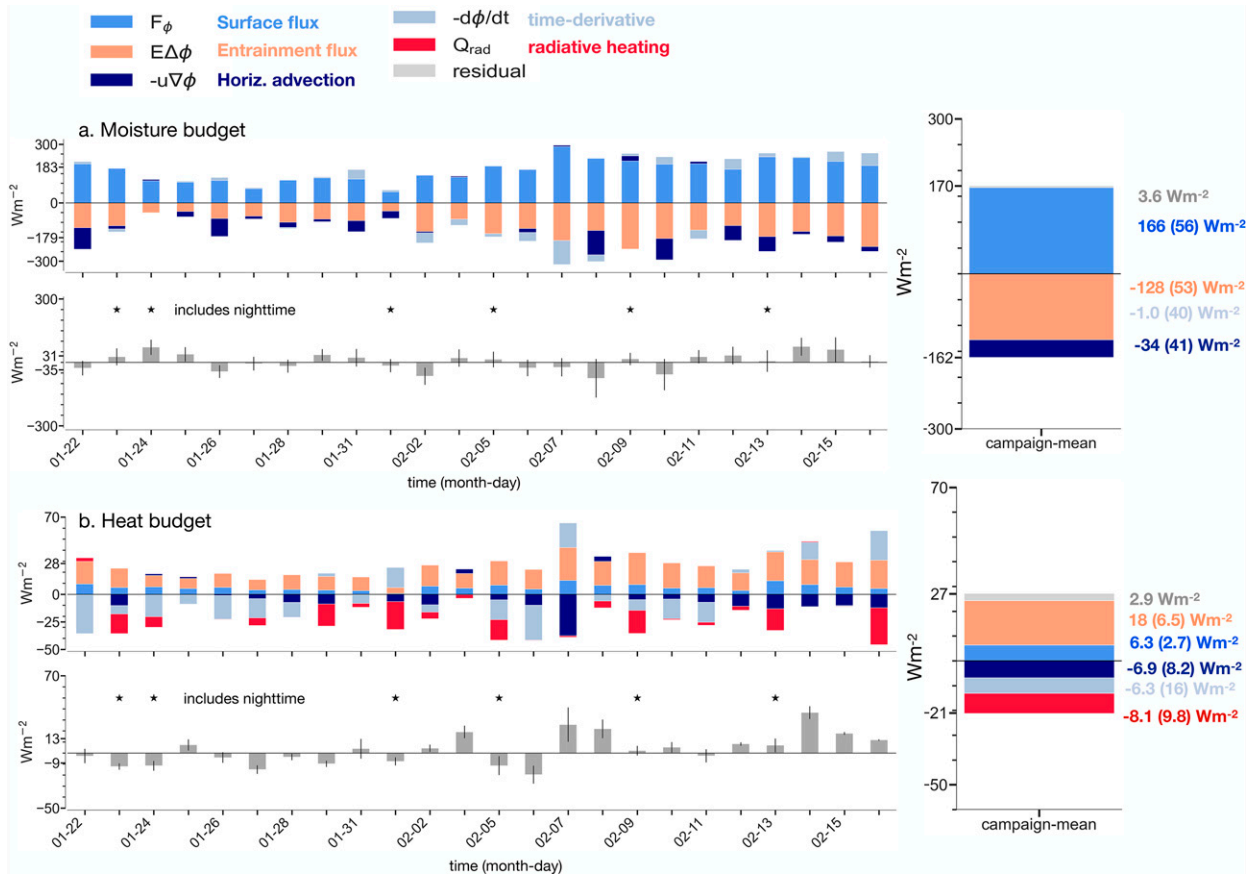 F𝜙 Surface flux
EΔ𝜙 Entrainment flux
-u∇𝜙 Horiz. advection
-d𝜙/dt time-derivative
Qrad radiative heating
residual
a. Moisture budget
Wm-2
300
183
0
−179
−300
includes nighttime
Wm-2
300
31
−35
−300
01-22
01-24
01-26
01-28
01-31
02-02
02-05
02-07
02-09
02-11
02-13
02-15
time (month-day)
Wm-2
300
170
-162
-300
campaign-mean
3.6 Wm-2
166 (56) Wm-2
-128 (53) Wm-2
-1.0 (40) Wm-2
-34 (41) Wm-2
b. Heat budget
Wm-2
70
28
0
−25
−50
includes nighttime
Wm-2
70
13
−9
−50
01-22
01-24
01-26
01-28
01-31
02-02
02-05
02-07
02-09
02-11
02-13
02-15
time (month-day)
Wm-2
70
27
-21
-50
campaign-mean
2.9 Wm-2
18 (6.5) Wm-2
6.3 (2.7) Wm-2
-6.9 (8.2) Wm-2
-6.3 (16) Wm-2
-8.1 (9.8) Wm-2